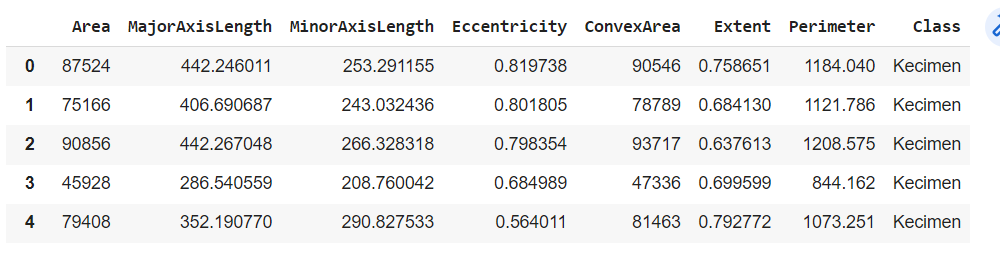 Area MajorAxisLength MinorAxisLength Eccentricity ConvexArea Extent Perimeter Class
0 87524 442.246011 253.291155 0.819738 90546 0.758651 1184.040 Kecimen
1 75166 406.690687 243.032436 0.801805 78789 0.684130 1121.786 Kecimen
2 90856 442.267048 266.328318 0.798354 93717 0.637613 1208.575 Kecimen
3 45928 286.540559 208.760042 0.684989 47336 0.699599 844.162 Kecimen
4 79408 352.190770 290.827533 0.564011 81463 0.792772 1073.251 Kecimen